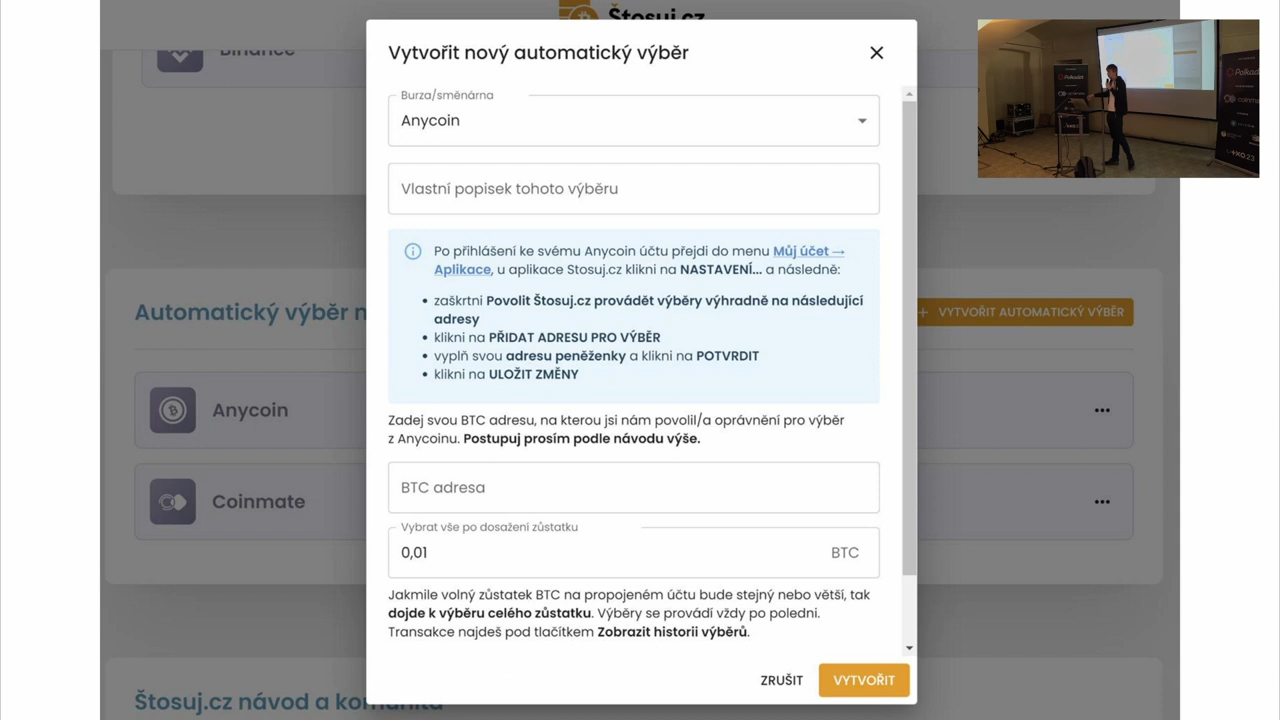 Štosuj.cz
Binance
Vytvořit nový automatický výběr
Burza/směnárna
Anycoin
Vlastní popisek tohoto výběru
Po přihlášení ke svému Anycoin účtu přejdi do menu Můj účet →
Aplikace, u aplikace Stosuj.cz klikni na NASTAVENÍ... a následně:
• zaškrtni Povolit Štosuj.cz provádět výběry výhradně na následující
adresy
• klikni na PŘIDAT ADRESU PRO VÝBĚR
• vyplň svou adresu peněženky a klikni na POTVRDIT
• klikni na ULOŽIT ZMĚNY
Zadej svou BTC adresu, na kterou jsi nám povolil/a oprávnění pro výběr
z Anycoinu. Postupuj prosím podle návodu výše.
BTC adresa
Vybrat vše po dosažení zůstatku
0,01 BTC
Jakmile volný zůstatek BTC na propojeném účtu bude stejný nebo větší, tak
dojde k výběru celého zůstatku. Výběry se provádí vždy po poledni.
Transakce najdeš pod tlačítkem Zobrazit historii výběrů.
ZRUŠIT VYTVOŘIT
Automatický výběr
+ VYTVOŘIT AUTOMATICKÝ VÝBĚR
Anycoin
Coinmate
Štosuj.cz návod a komunita
Polkadot
Polkad